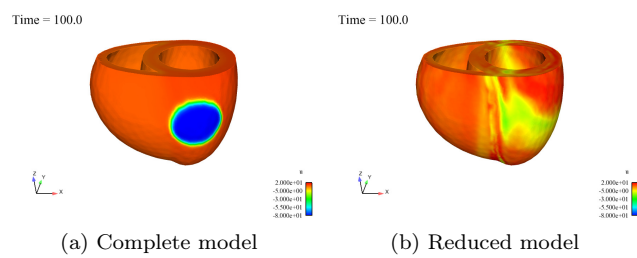 Time = 100.0
Time = 100.0
Z
Y
X
u
2.000e+01
-5.000e+00
-3.000e+01
-5.500e+01
-8.000e+01
Z
Y
X
u
2.000e+01
-5.000e+00
-3.000e+01
-5.500e+01
-8.000e+01
(a) Complete model
(b) Reduced model